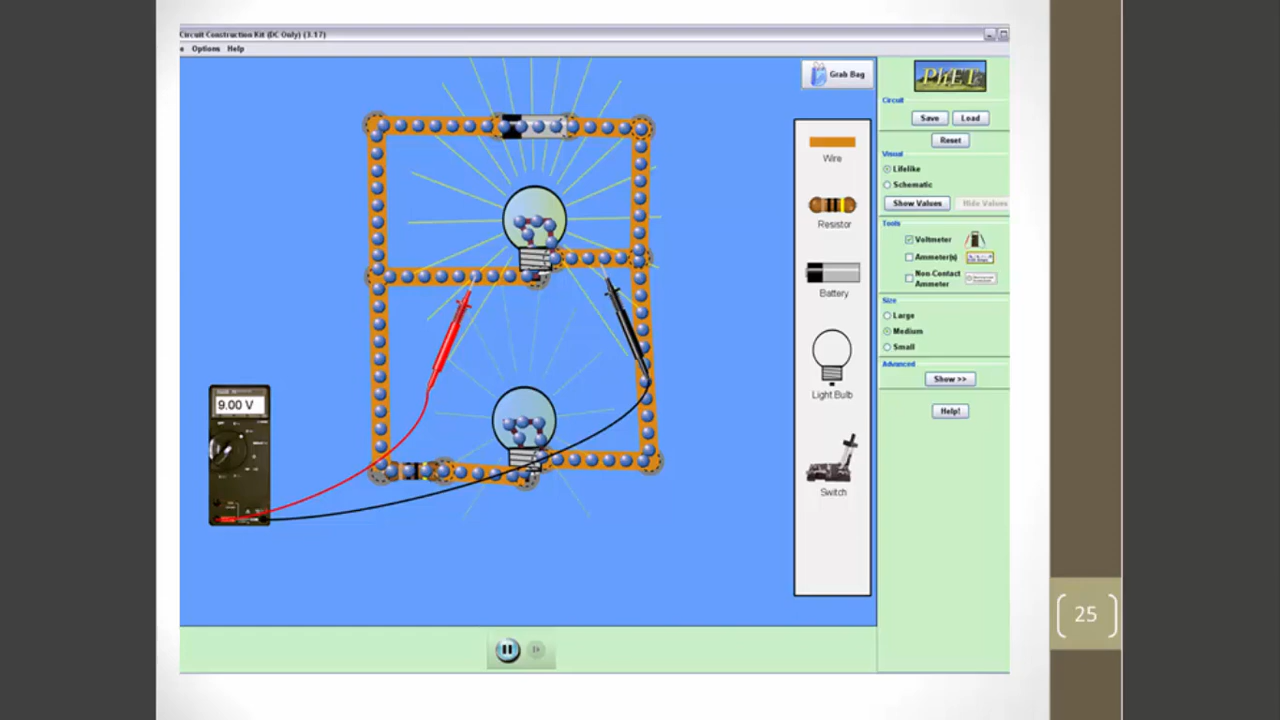 Circuit Construction Kit (DC Only) (3.17)
Options Help
Grab Bag
PhET
Circuit
Save Load
Reset
Visual
Lifelike
Schematic
Show Values Hide Values
Tools
Voltmeter
Ammeter(s)
Non-Contact
Ammeter
Size
Large
Medium
Small
Advanced
Show >>
Help!
Wire
Resistor
Battery
Light Bulb
Switch
9.00 V
25